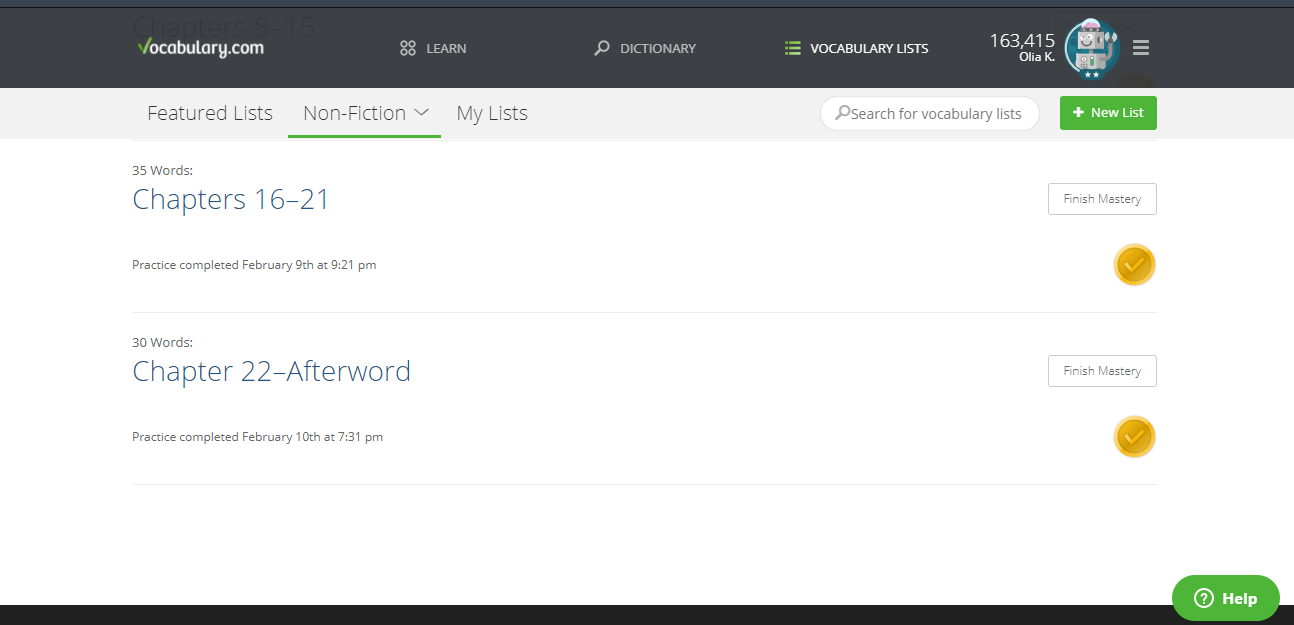 Chapters 8–15
Vocabulary.com
LEARN
DICTIONARY
VOCABULARY LISTS
163,415
Olia K.
Featured Lists
Non-Fiction
My Lists
Search for vocabulary lists
+ New List
35 Words:
Chapters 16–21
Finish Mastery
Practice completed February 9th at 9:21 pm
30 Words:
Chapter 22–Afterword
Finish Mastery
Practice completed February 10th at 7:31 pm
? Help